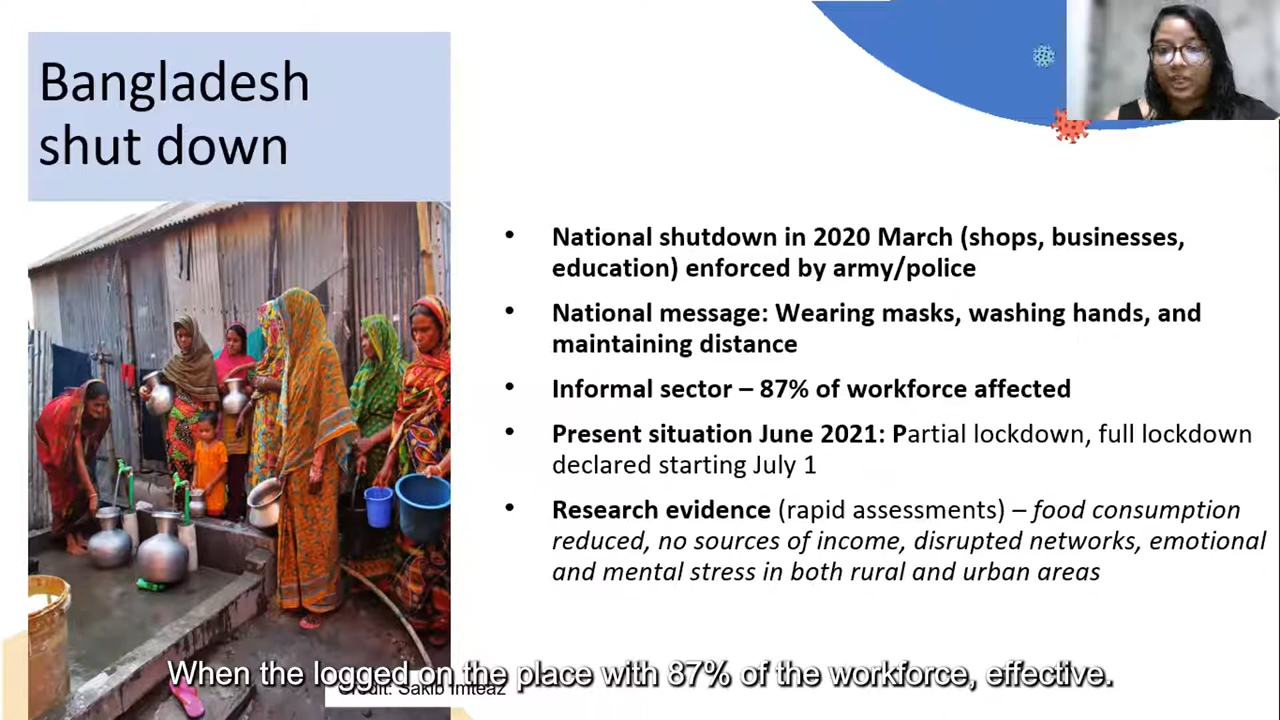 Bangladesh
shut down
• National shutdown in 2020 March (shops, businesses,
education) enforced by army/police
• National message: Wearing masks, washing hands, and
maintaining distance
• Informal sector – 87% of workforce affected
• Present situation June 2021: Partial lockdown, full lockdown
declared starting July 1
• Research evidence (rapid assessments) – food consumption
reduced, no sources of income, disrupted networks, emotional
and mental stress in both rural and urban areas
When the logged on the place with 87% of the workforce, effective.
Credit: Sakib Imteaz